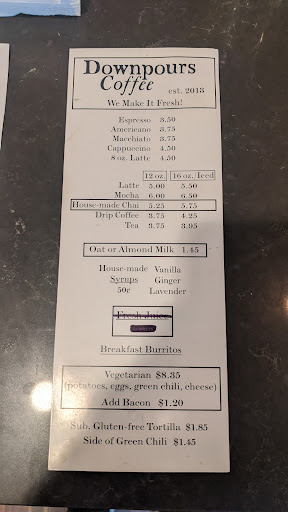 Downpours
Coffee est. 2013
We Make It Fresh!
Espresso 3.50
Americano 3.75
Macchiato 3.75
Cappuccino 4.50
8 oz. Latte 4.50
12 oz. 16 oz. Iced
Latte 5.00 5.50
Mocha 6.00 6.50
House-made Chai 5.25 5.75
Drip Coffee 3.75 4.25
Tea 3.75 3.95
Oat or Almond Milk 1.45
House-made Vanilla
Syrups Ginger
50¢ Lavender
Fresh Juice
Breakfast Burritos
Vegetarian $8.35
(potatoes, eggs, green chili, cheese)
Add Bacon $1.20
Sub. Gluten-free Tortilla $1.85
Side of Green Chili $1.45